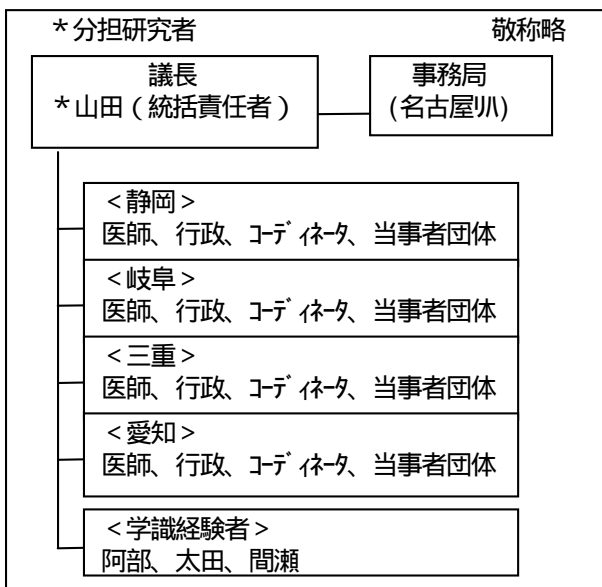 *分担研究者 敬称略
議長
*山田(統括責任者)
事務局
(名古屋ﾘﾊ)
<静岡>
医師、行政、ｺｰﾃﾞｨﾈｰﾀ、当事者団体
<岐阜>
医師、行政、ｺｰﾃﾞｨﾈｰﾀ、当事者団体
<三重>
医師、行政、ｺｰﾃﾞｨﾈｰﾀ、当事者団体
<愛知>
医師、行政、ｺｰﾃﾞｨﾈｰﾀ、当事者団体
<学識経験者>
阿部、太田、間瀬